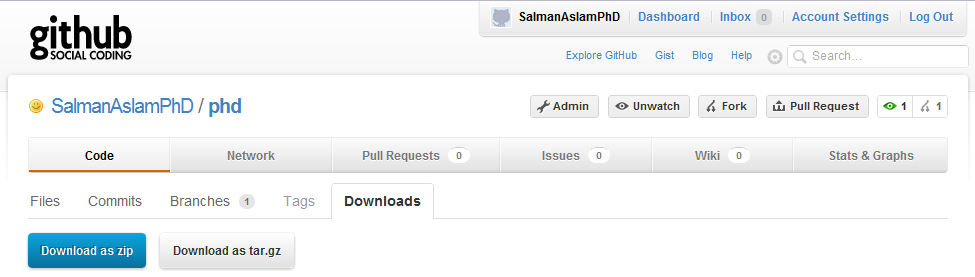 SalmanAslamPhD Dashboard Inbox 0 Account Settings Log Out
github
SOCIAL CODING
Explore GitHub Gist Blog Help Search...
SalmanAslamPhD / phd Admin Unwatch Fork Pull Request 1 1
Code Network Pull Requests 0 Issues 0 Wiki 0 Stats & Graphs
Files Commits Branches 1 Tags Downloads
Download as zip Download as tar.gz